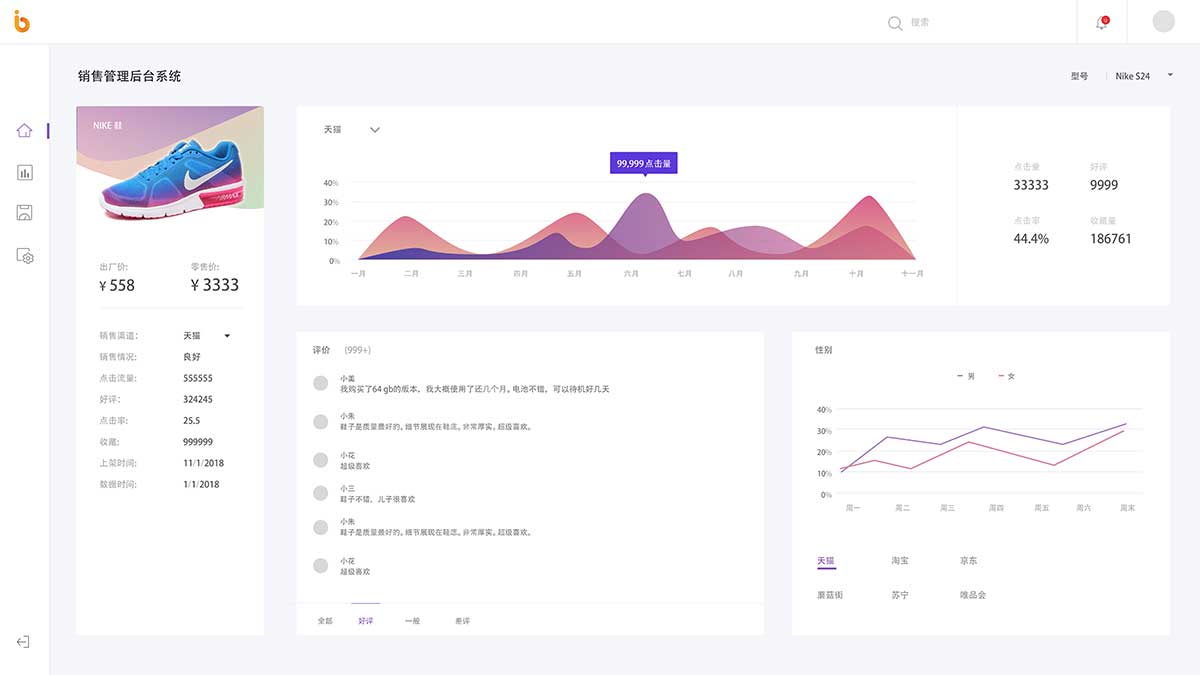 搜索
0
销售管理后台系统
型号
Nike S24
NIKE 鞋
出厂价:
零售价:
¥ 558
¥ 3333
销售渠道:
天猫
销售情况:
良好
点击流量:
555555
好评:
324245
点击率:
25.5
收藏:
999999
上架时间:
11/1/2018
数据时间:
1/1/2018
天猫
99,999 点击量
40%
30%
20%
10%
0%
一月
二月
三月
四月
五月
六月
七月
八月
九月
十月
十一月
点击量
好评
33333
9999
点击率
收藏量
44.4%
186761
评价 (999+)
小美
我购买了64 gb的版本，我大概使用了还几个月。电池不错，可以待机好几天
小朱
鞋子是质量最好的。细节展现在鞋底。非常厚实。超级喜欢。
小花
超级喜欢
小三
鞋子不错，儿子很喜欢
小朱
鞋子是质量最好的。细节展现在鞋底。非常厚实。超级喜欢。
小花
超级喜欢
全部
好评
一般
差评
性别
男
女
40%
30%
20%
10%
0%
周一
周二
周三
周四
周五
周六
周末
天猫
淘宝
京东
蘑菇街
苏宁
唯品会